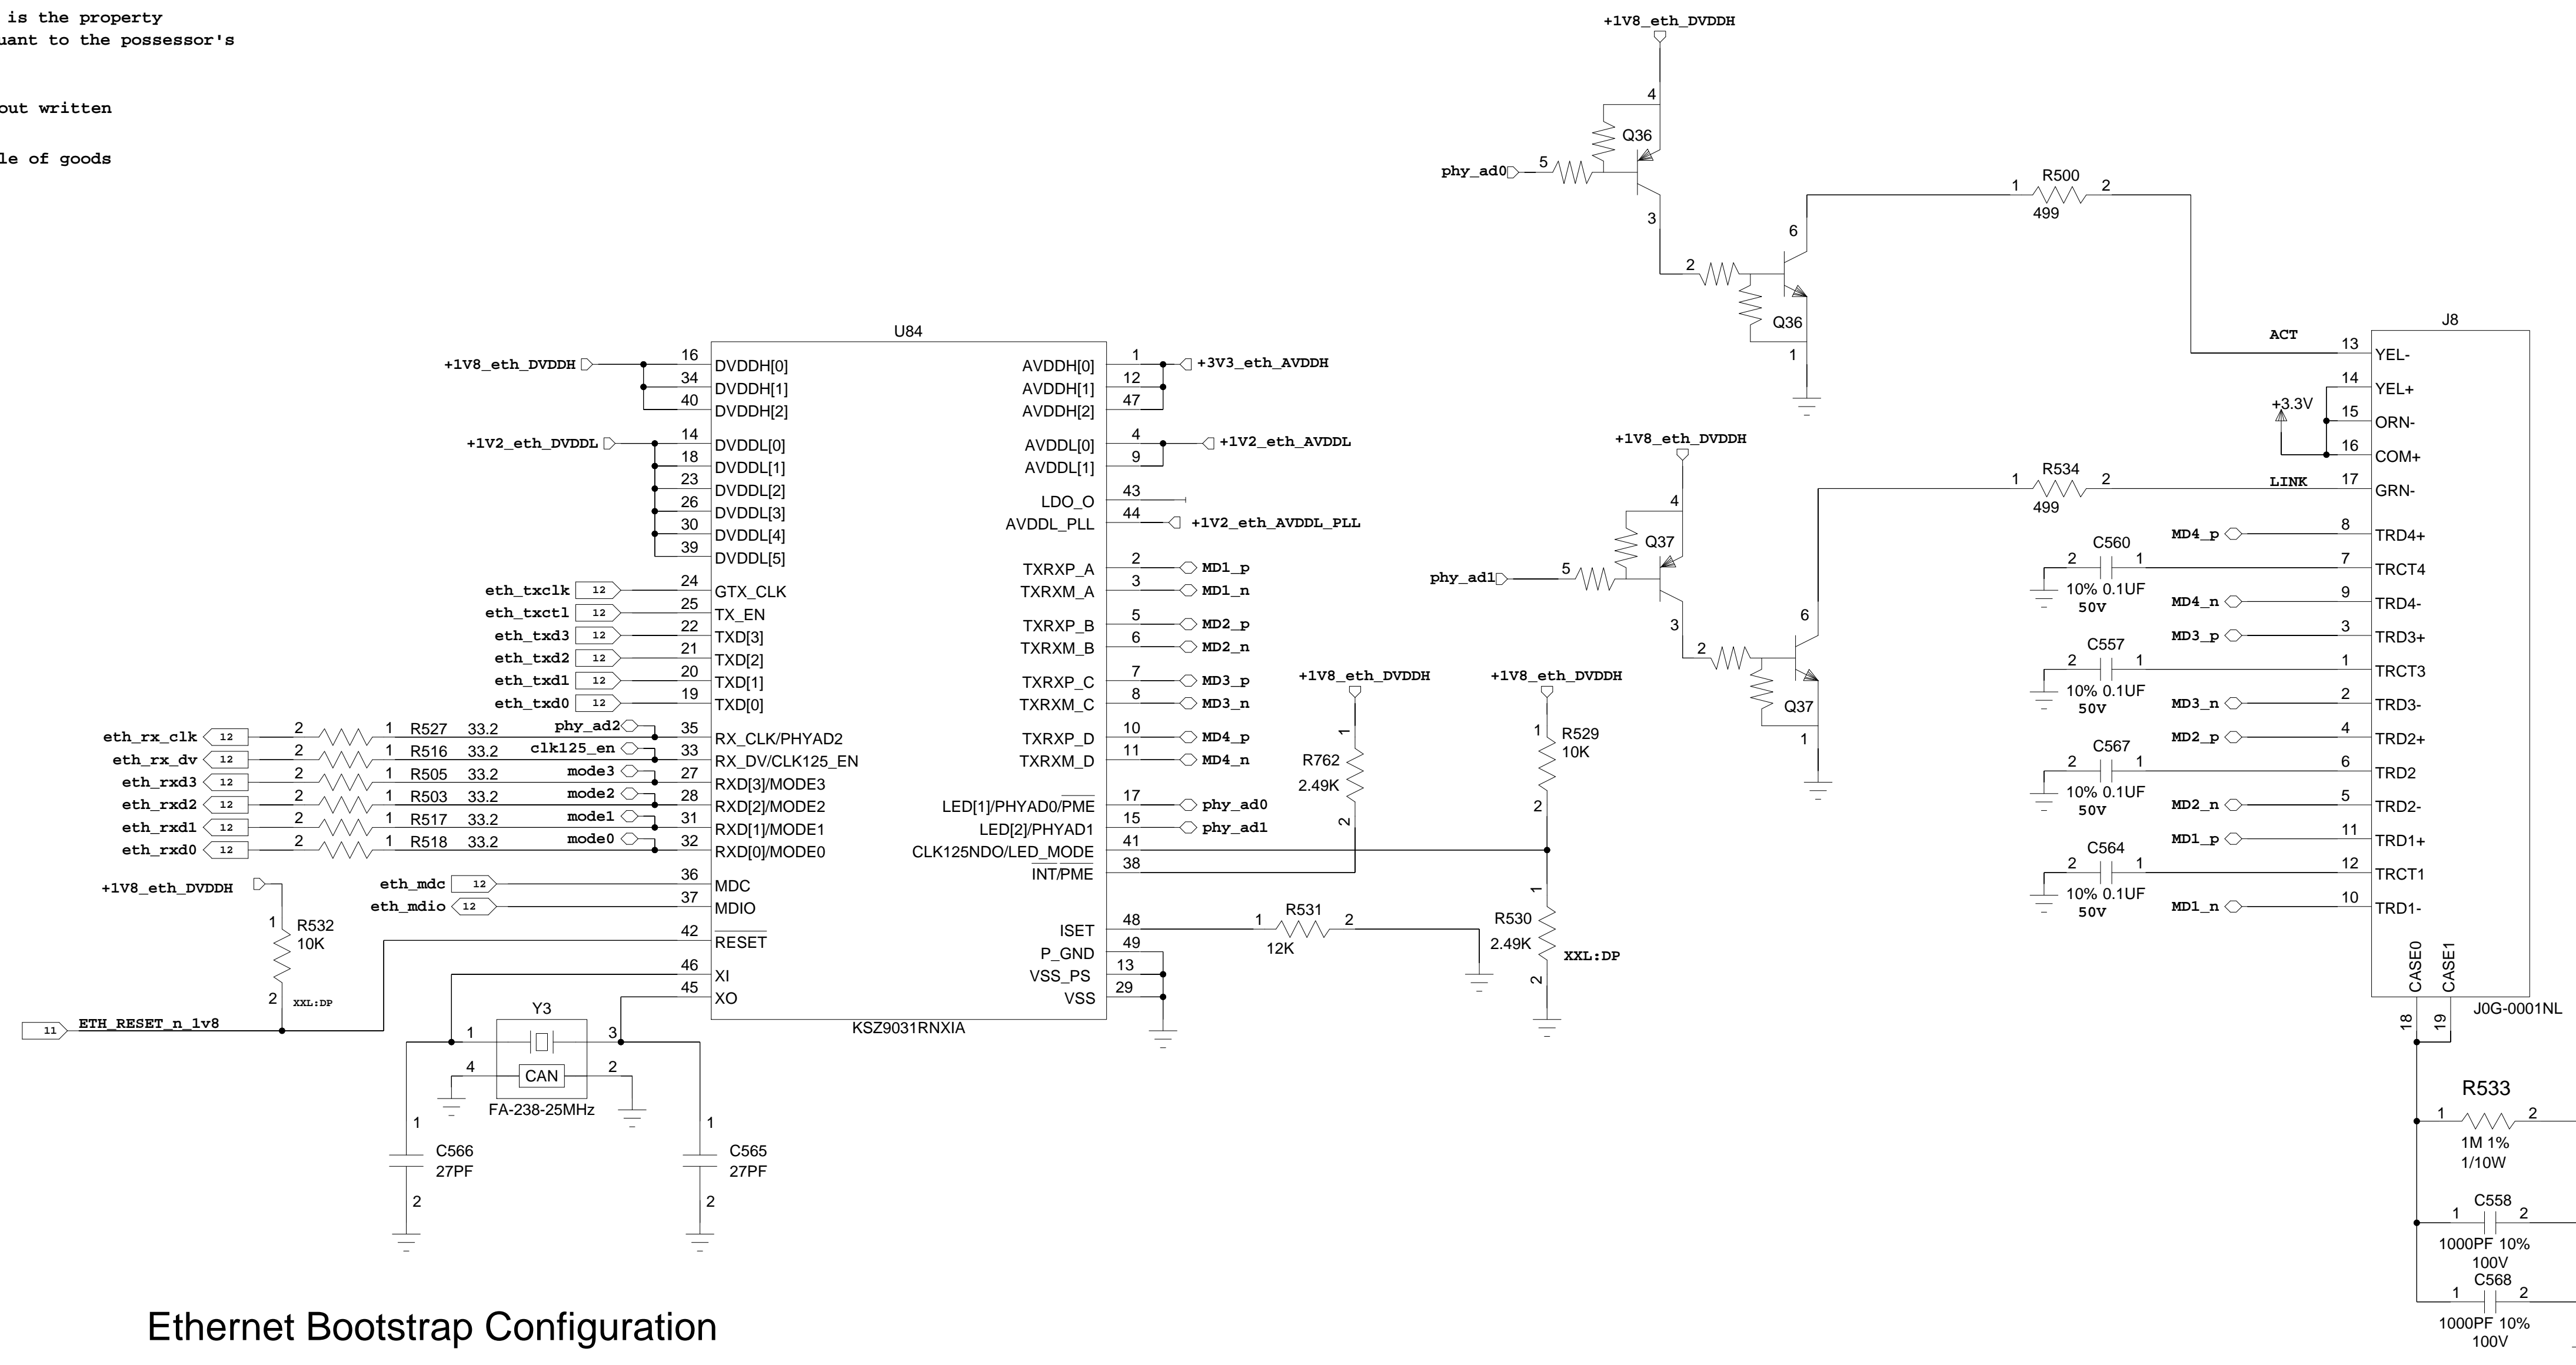 is the property
uant to the possessor's
out written
le of goods
+1V8_eth_DVDDH
4
Q36
phy_ad0
5
3
2
Q36
6
1
1
R500
2
499
+1V8_eth_DVDDH
4
Q37
phy_ad1
5
3
2
Q37
6
1
1
R534
2
499
U84
+1V8_eth_DVDDH
16 DVDDH[0]
34 DVDDH[1]
40 DVDDH[2]
+1V2_eth_DVDDL
14 DVDDL[0]
18 DVDDL[1]
23 DVDDL[2]
26 DVDDL[3]
30 DVDDL[4]
39 DVDDL[5]
eth_txclk 12 24 GTX_CLK
eth_txctl 12 25 TX_EN
eth_txd3 12 22 TXD[3]
eth_txd2 12 21 TXD[2]
eth_txd1 12 20 TXD[1]
eth_txd0 12 19 TXD[0]
eth_rx_clk 12 2 1 R527 33.2 phy_ad2 35 RX_CLK/PHYAD2
eth_rx_dv 12 2 1 R516 33.2 clk125_en 33 RX_DV/CLK125_EN
eth_rxd3 12 2 1 R505 33.2 mode3 27 RXD[3]/MODE3
eth_rxd2 12 2 1 R503 33.2 mode2 28 RXD[2]/MODE2
eth_rxd1 12 2 1 R517 33.2 mode1 31 RXD[1]/MODE1
eth_rxd0 12 2 1 R518 33.2 mode0 32 RXD[0]/MODE0
+1V8_eth_DVDDH
eth_mdc 12 36 MDC
eth_mdio 12 37 MDIO
1
R532
10K
2 XXL:DP
42 RESET
46 XI
45 XO
11 ETH_RESET_n_1v8
Y3
1 3
4 CAN 2
FA-238-25MHz
1
C566
27PF
2
1
C565
27PF
2
AVDDH[0] 1 +3V3_eth_AVDDH
AVDDH[1] 12
AVDDH[2] 47
AVDDL[0] 4 +1V2_eth_AVDDL
AVDDL[1] 9
LDO_O 43
AVDDL_PLL 44 +1V2_eth_AVDDL_PLL
TXRXP_A 2 MD1_p
TXRXM_A 3 MD1_n
TXRXP_B 5 MD2_p
TXRXM_B 6 MD2_n
TXRXP_C 7 MD3_p
TXRXM_C 8 MD3_n
TXRXP_D 10 MD4_p
TXRXM_D 11 MD4_n
LED[1]/PHYAD0/PME 17 phy_ad0
LED[2]/PHYAD1 15 phy_ad1
CLK125NDO/LED_MODE 41
INT/PME 38
ISET 48
P_GND 49
VSS_PS 13
VSS 29
KSZ9031RNXIA
+1V8_eth_DVDDH
1
R762
2.49K
2
+1V8_eth_DVDDH
1
R529
10K
2
1 R531 2
12K
1
R530
2.49K
XXL:DP
2
J8
ACT 13 YEL-
14 YEL+
+3.3V
15 ORN-
16 COM+
LINK 17 GRN-
MD4_p 8 TRD4+
C560
2 1 7 TRCT4
10% 0.1UF
50V
MD4_n 9 TRD4-
MD3_p 3 TRD3+
C557
2 1 1 TRCT3
10% 0.1UF
50V
MD3_n 2 TRD3-
MD2_p 4 TRD2+
C567
2 1 6 TRD2
10% 0.1UF
50V
MD2_n 5 TRD2-
MD1_p 11 TRD1+
C564
2 1 12 TRCT1
10% 0.1UF
50V
MD1_n 10 TRD1-
CASE0
CASE1
J0G-0001NL
18
19
R533
1 2
1M 1%
1/10W
C558
1 2
1000PF 10%
100V
C568
1 2
1000PF 10%
100V
Ethernet Bootstrap Configuration